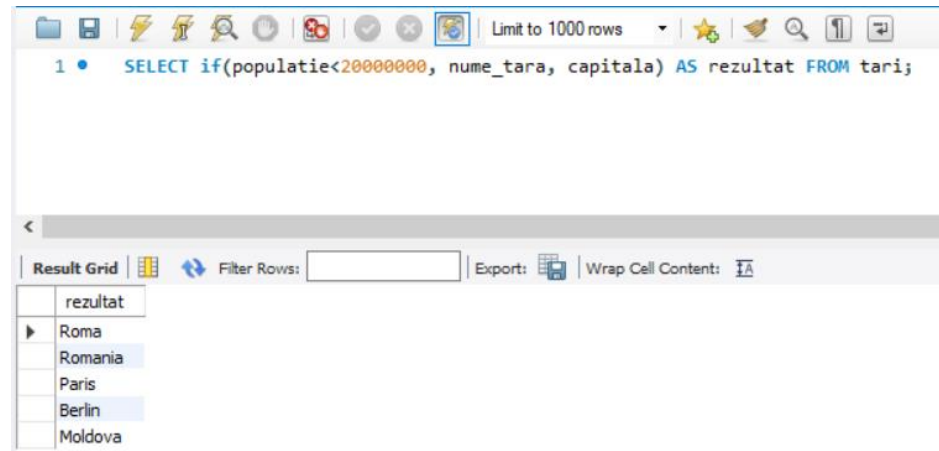 Limit to 1000 rows
1 SELECT if(populatie<20000000, nume_tara, capitala) AS rezultat FROM tari;
Result Grid Filter Rows: Export: Wrap Cell Content: IA
rezultat
Roma
Romania
Paris
Berlin
Moldova